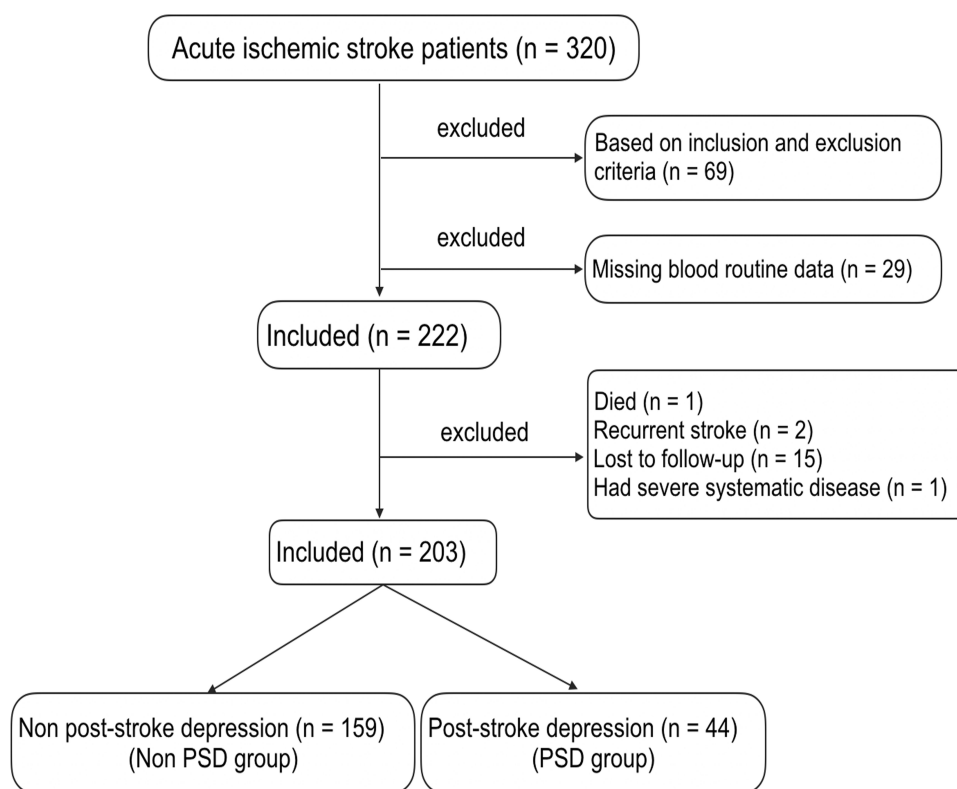 Acute ischemic stroke patients (n = 320)
excluded
Based on inclusion and exclusion
criteria (n = 69)
excluded
Missing blood routine data (n = 29)
Included (n = 222)
excluded
Died (n = 1)
Recurrent stroke (n = 2)
Lost to follow-up (n = 15)
Had severe systematic disease (n = 1)
Included (n = 203)
Non post-stroke depression (n = 159)
(Non PSD group)
Post-stroke depression (n = 44)
(PSD group)